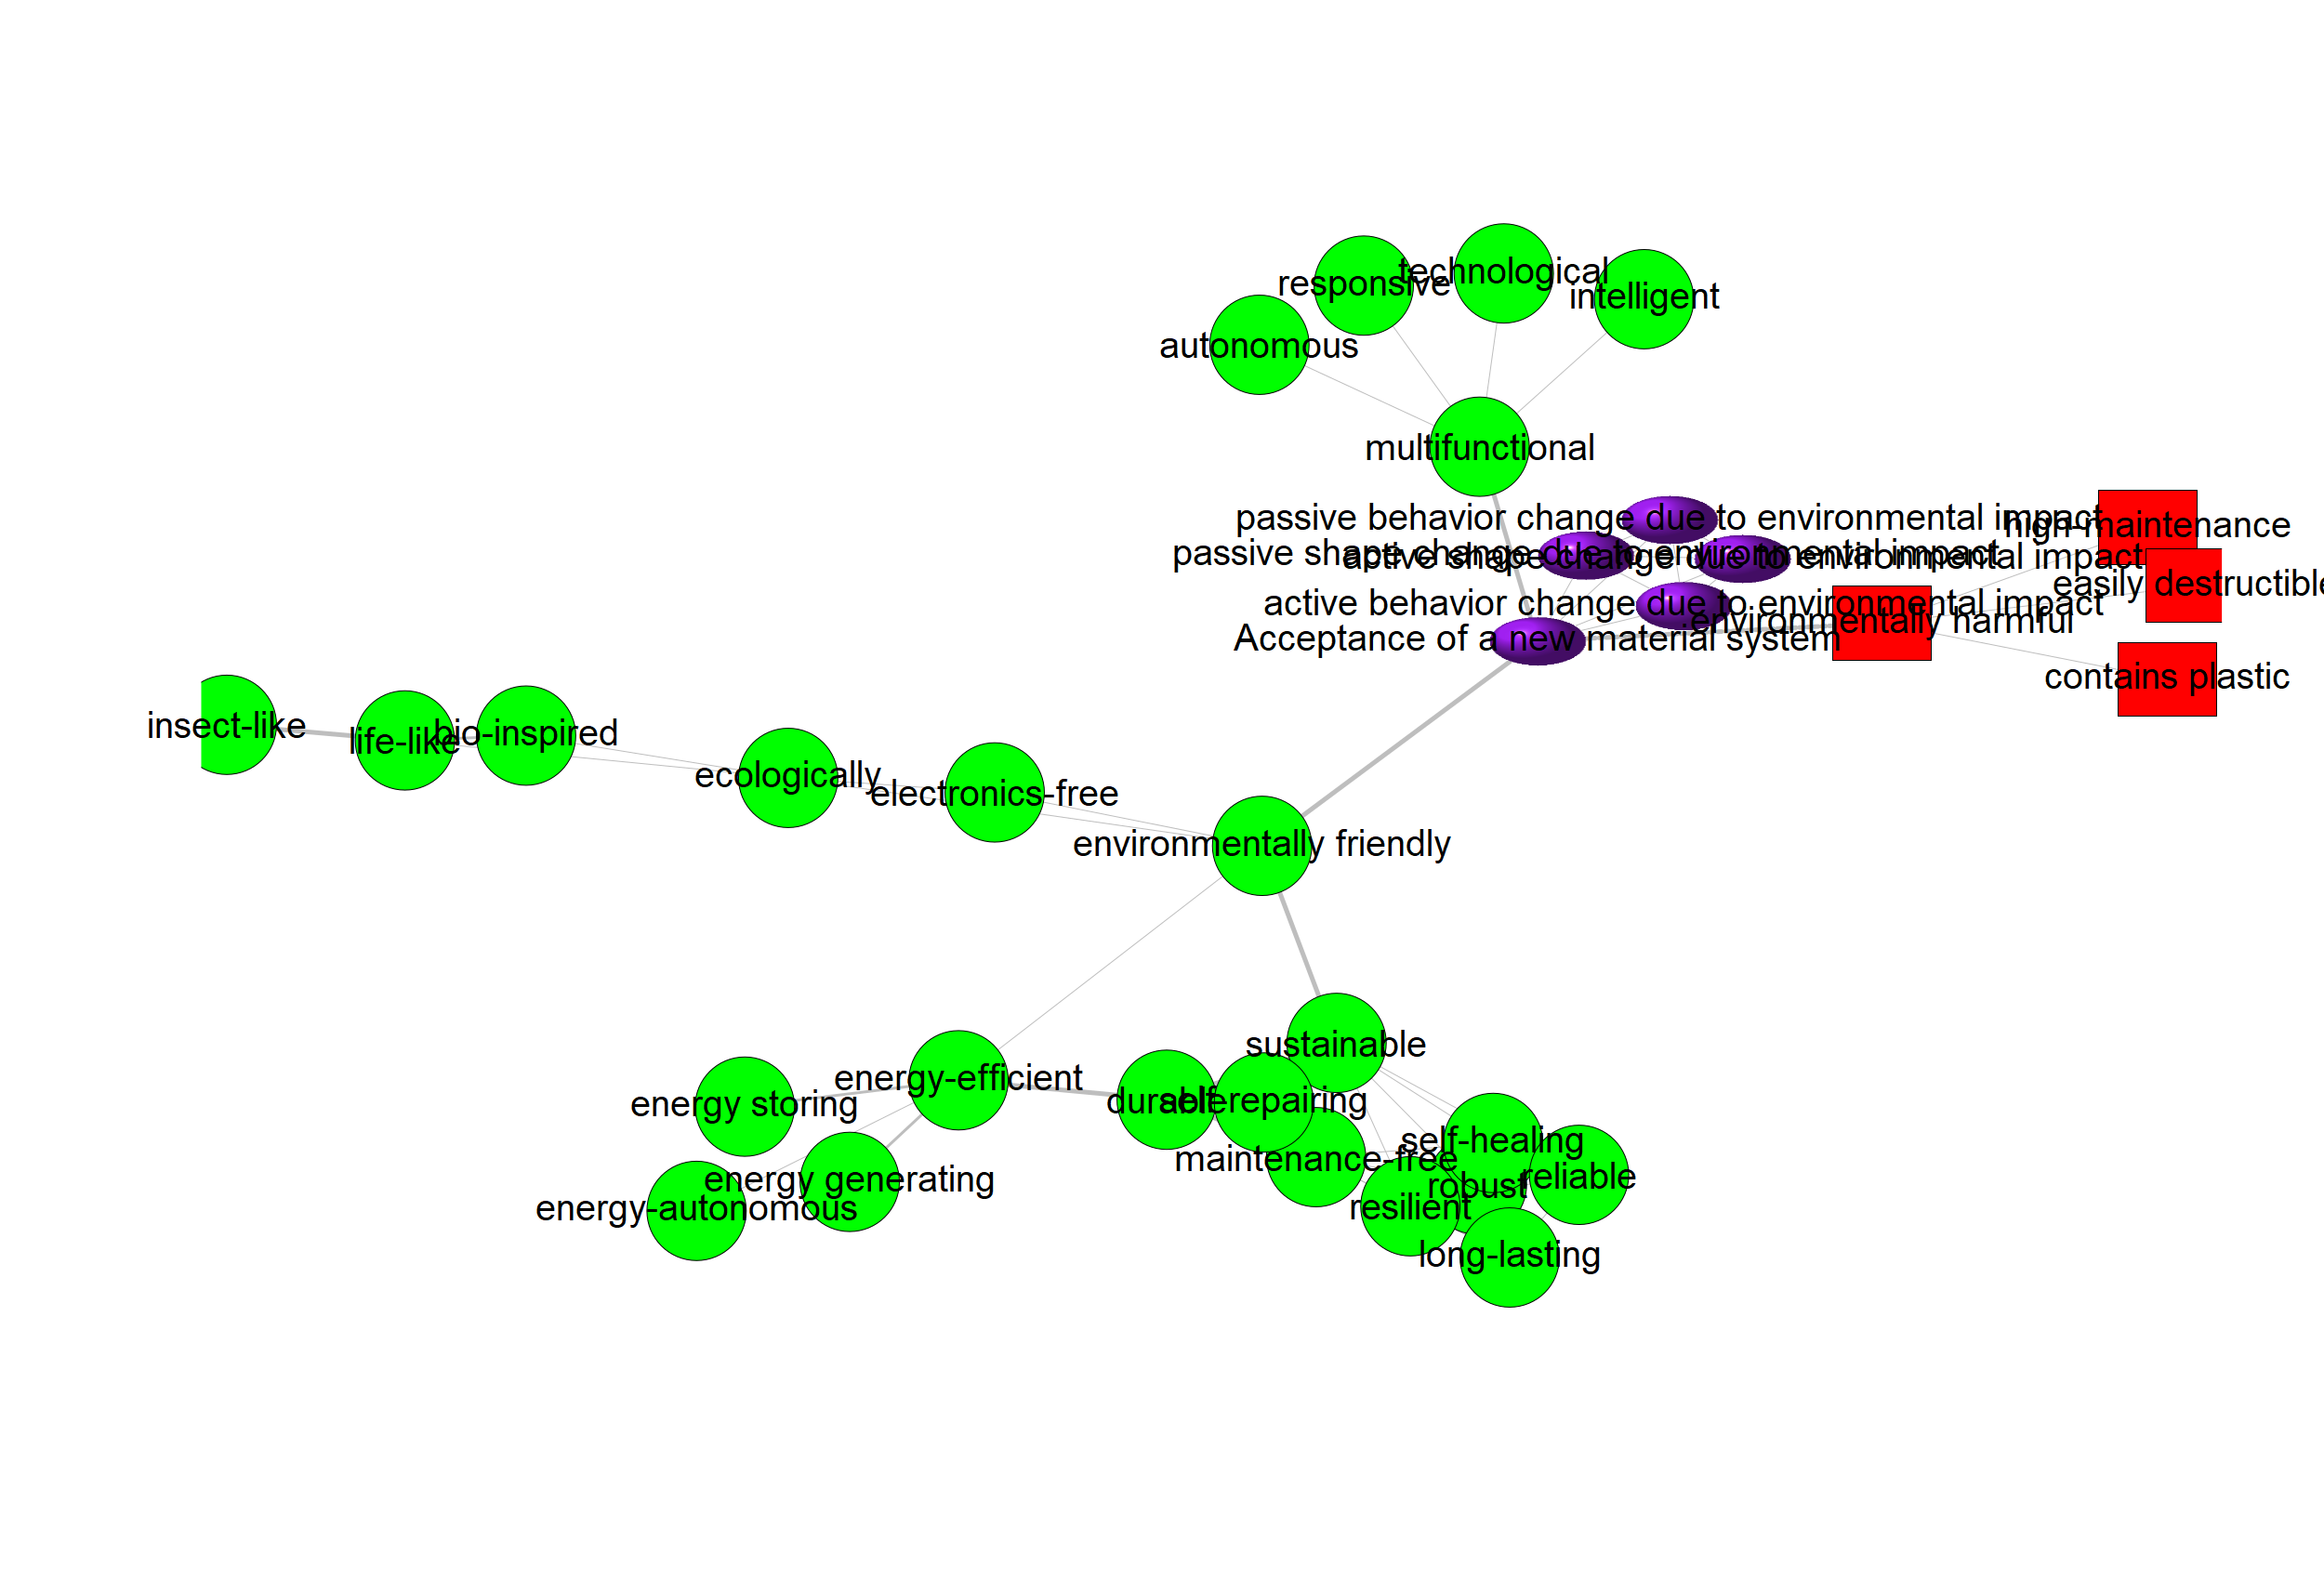 technological
responsive
intelligent
autonomous
multifunctional
passive behavior change due to environmental impact
high-maintenance
passive shape change due to environmental impact
active shape change due to environmental impact
easily destructible
active behavior change due to environmental impact
environmentally harmful
Acceptance of a new material system
contains plastic
insect-like
life-like
bio-inspired
ecologically
electronics-free
environmentally friendly
sustainable
energy-efficient
energy storing
durable
self-repairing
self-healing
maintenance-free
reliable
energy generating
robust
energy-autonomous
resilient
long-lasting